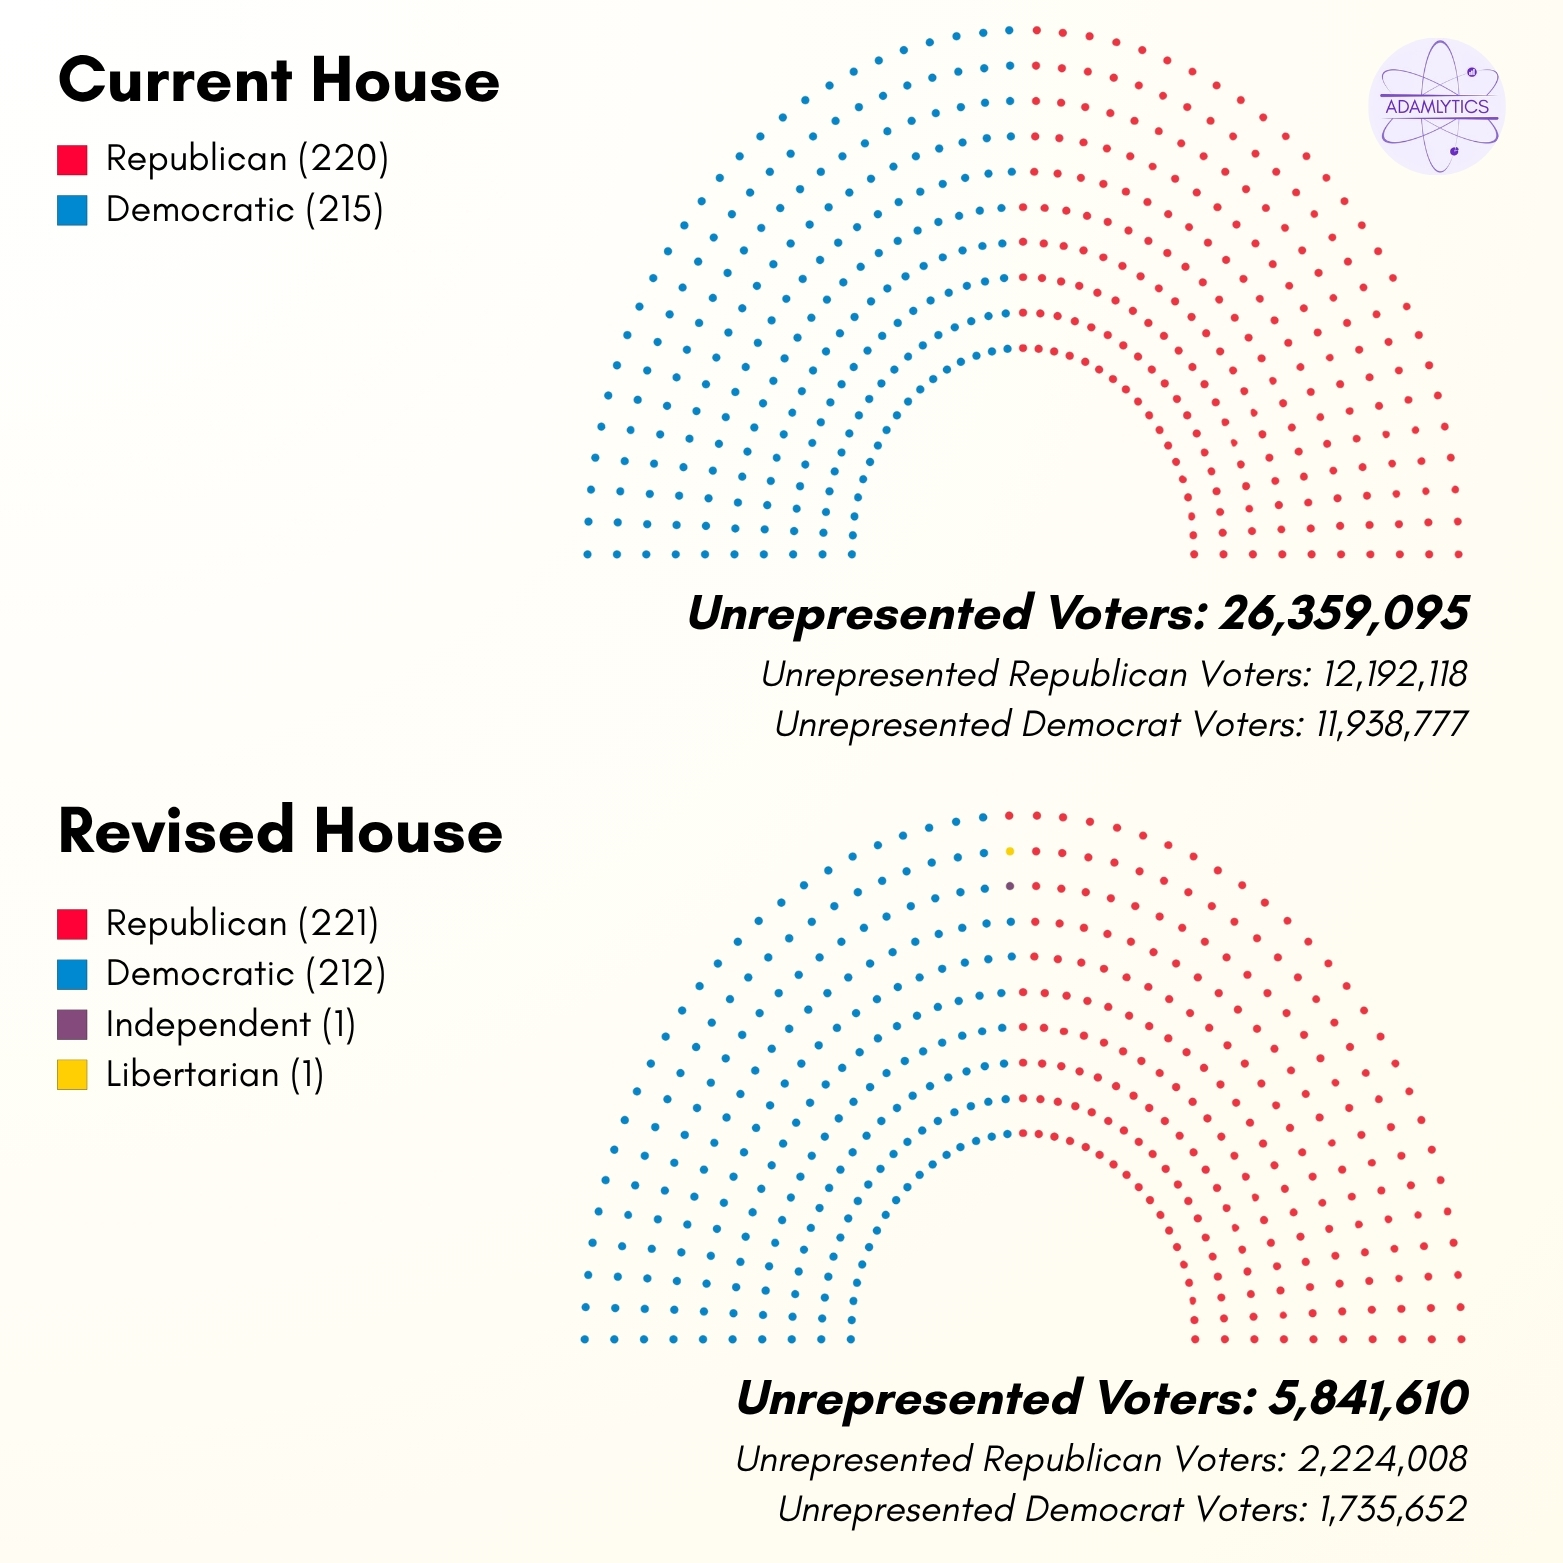 Current House
Republican (220)
Democratic (215)
ADAMLYTICS
Unrepresented Voters: 26,359,095
Unrepresented Republican Voters: 12,192,118
Unrepresented Democrat Voters: 11,938,777
Revised House
Republican (221)
Democratic (212)
Independent (1)
Libertarian (1)
Unrepresented Voters: 5,841,610
Unrepresented Republican Voters: 2,224,008
Unrepresented Democrat Voters: 1,735,652